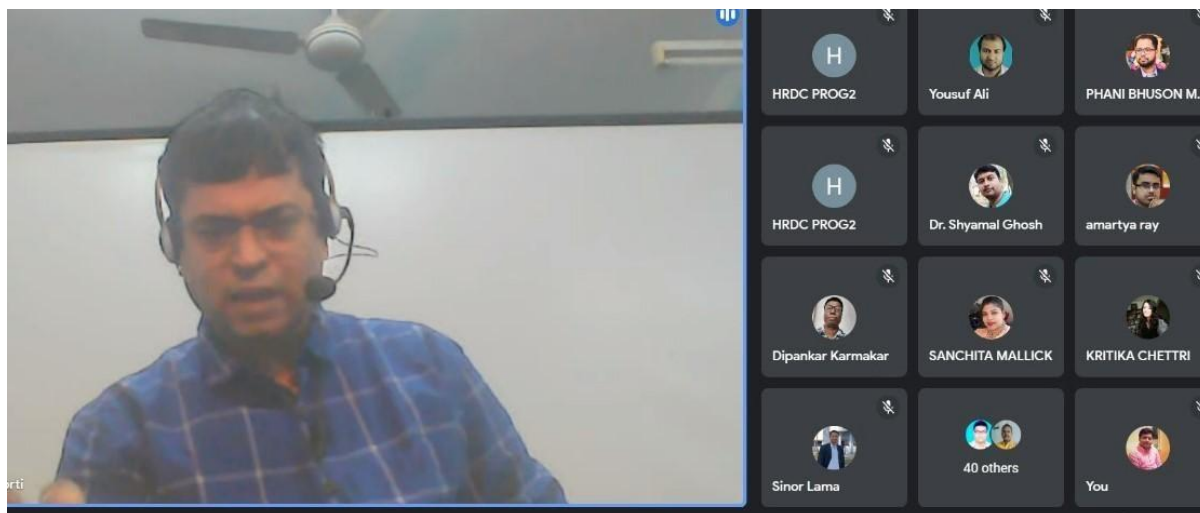 H
HRDC PROG2
Yousuf Ali
PHANI BHUSON M.
H
HRDC PROG2
Dr. Shyamal Ghosh
amartya ray
Dipankar Karmakar
SANCHITA MALLICK
KRITIKA CHETTRI
orti
Sinor Lama
40 others
You